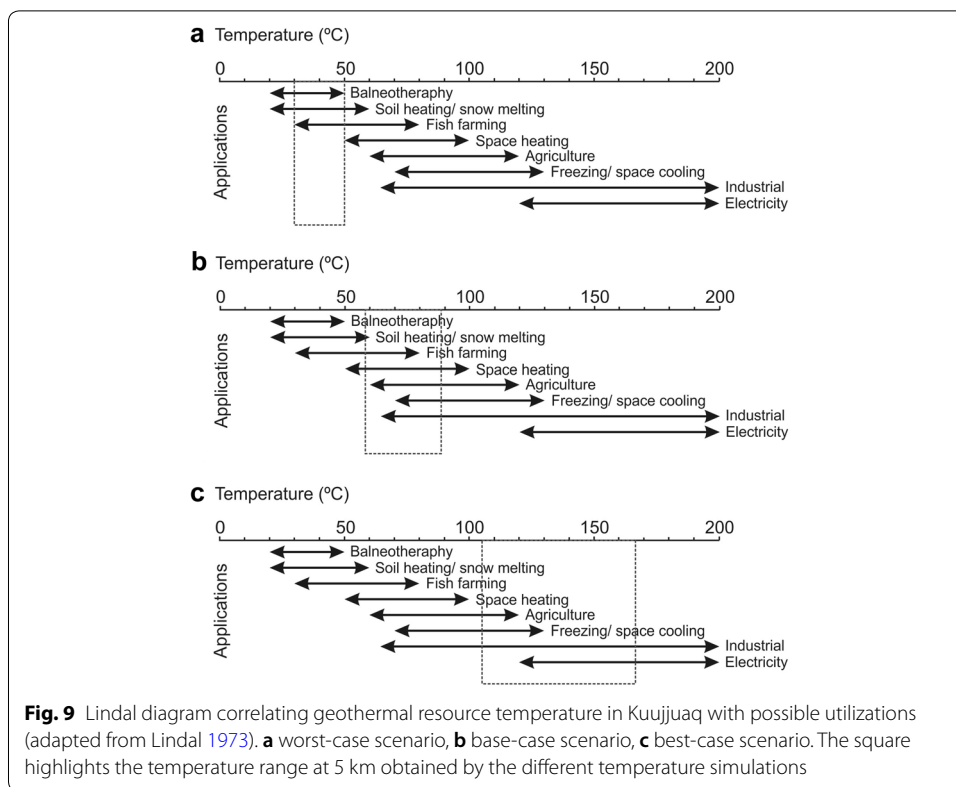 a Temperature (ºC)
0 50 100 150 200
Applications
Balneotheraphy
Soil heating/ snow melting
Fish farming
Space heating
Agriculture
Freezing/ space cooling
Industrial
Electricity
b Temperature (ºC)
0 50 100 150 200
Applications
Balneotheraphy
Soil heating/ snow melting
Fish farming
Space heating
Agriculture
Freezing/ space cooling
Industrial
Electricity
c Temperature (ºC)
0 50 100 150 200
Applications
Balneotheraphy
Soil heating/ snow melting
Fish farming
Space heating
Agriculture
Freezing/ space cooling
Industrial
Electricity
Fig. 9 Lindal diagram correlating geothermal resource temperature in Kuujjuaq with possible utilizations
(adapted from Lindal 1973). a worst-case scenario, b base-case scenario, c best-case scenario. The square
highlights the temperature range at 5 km obtained by the different temperature simulations